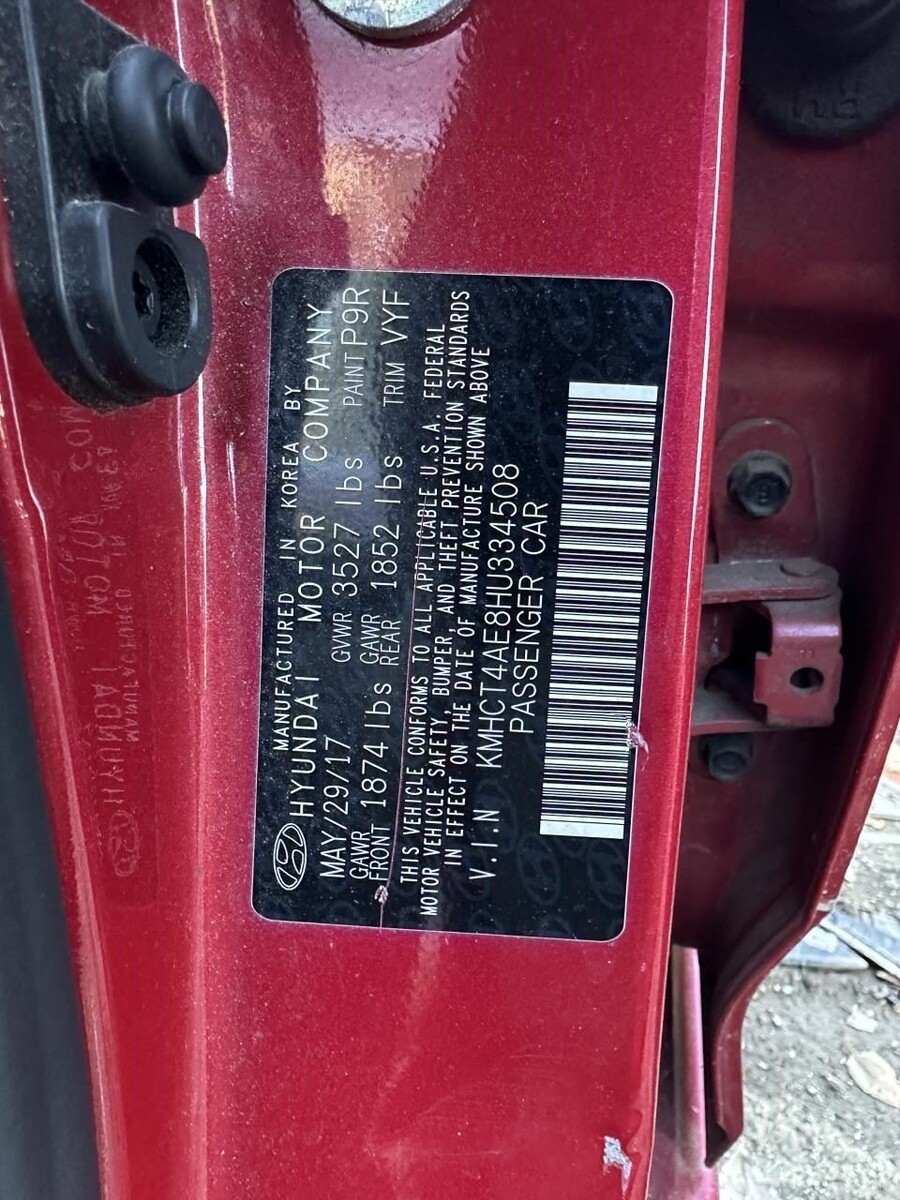 MANUFACTURED IN KOREA BY
HYUNDAI MOTOR COMPANY
MAY/29/17 GVWR 3527 lbs PAINT P9R
GAWR FRONT 1874 lbs GAWR REAR 1852 lbs TRIM VYF
THIS VEHICLE CONFORMS TO ALL APPLICABLE U.S.A. FEDERAL
MOTOR VEHICLE SAFETY, BUMPER, AND THEFT PREVENTION STANDARDS
IN EFFECT ON THE DATE OF MANUFACTURE SHOWN ABOVE
V.I.N KMHCT4AE8HU334508
PASSENGER CAR